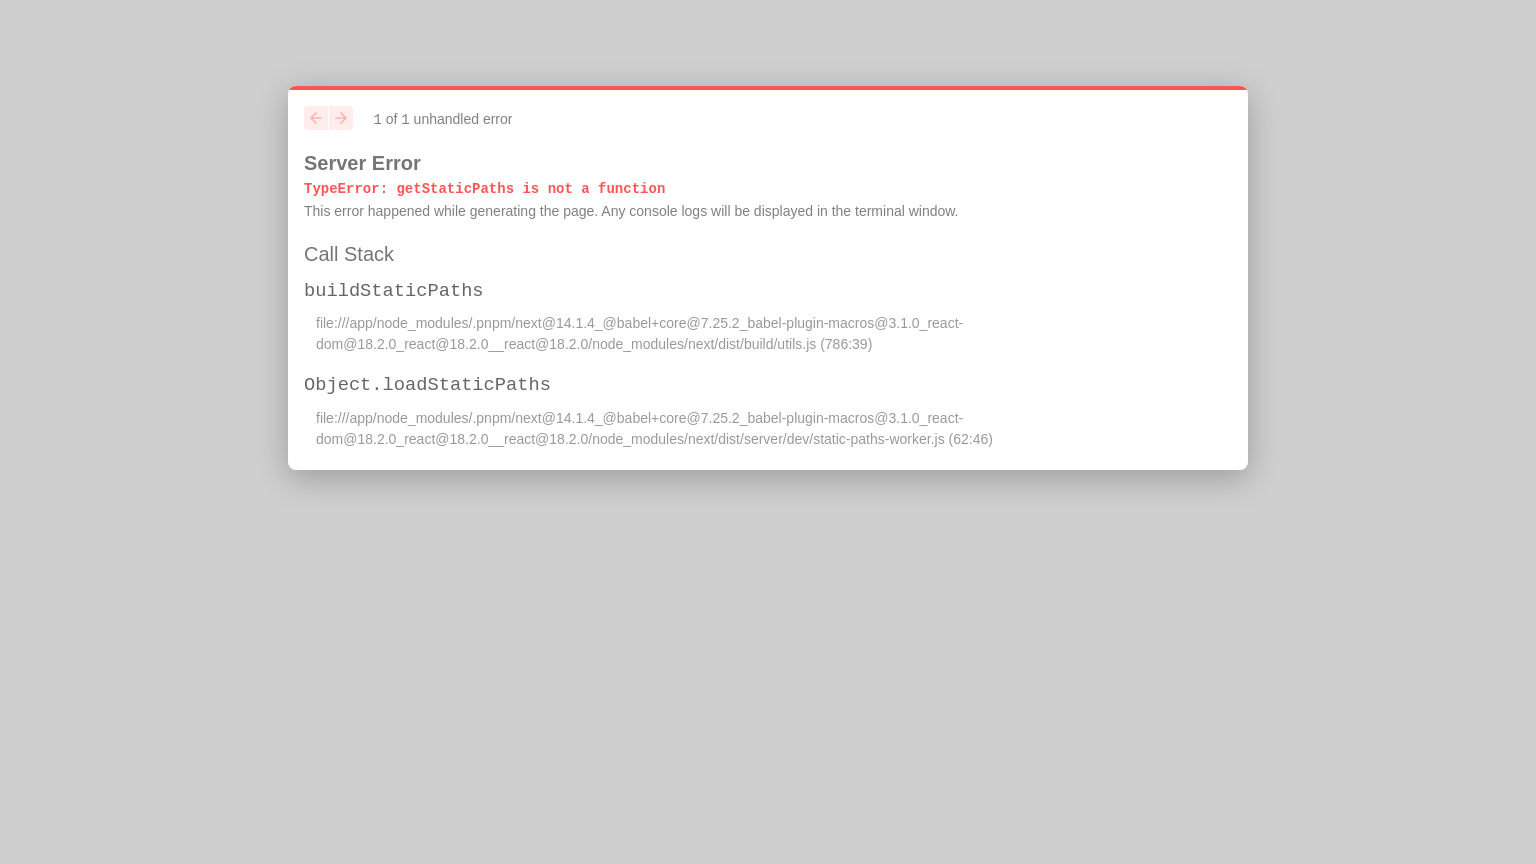 1 of 1 unhandled error
Server Error
TypeError: getStaticPaths is not a function
This error happened while generating the page. Any console logs will be displayed in the terminal window.
Call Stack
buildStaticPaths
file:///app/node_modules/.pnpm/next@14.1.4_@babel+core@7.25.2_babel-plugin-macros@3.1.0_react-
dom@18.2.0_react@18.2.0__react@18.2.0/node_modules/next/dist/build/utils.js (786:39)
Object.loadStaticPaths
file:///app/node_modules/.pnpm/next@14.1.4_@babel+core@7.25.2_babel-plugin-macros@3.1.0_react-
dom@18.2.0_react@18.2.0__react@18.2.0/node_modules/next/dist/server/dev/static-paths-worker.js (62:46)